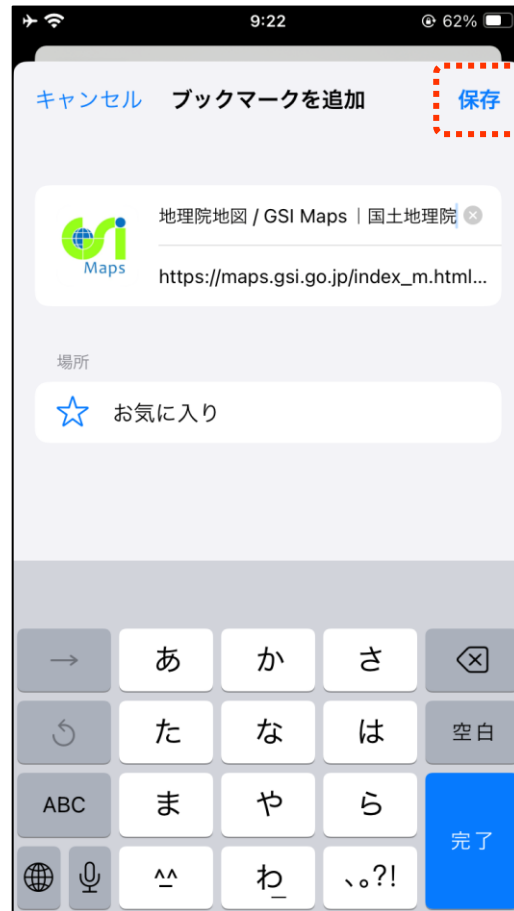 9:22
62%
キャンセル ブックマークを追加 保存
GSI
Maps
地理院地図 / GSI Maps｜国土地理院
https://maps.gsi.go.jp/index_m.html...
場所
お気に入り
→ あ か さ
た な は 空白
ABC ま や ら 完了
^^ わ 、。?!